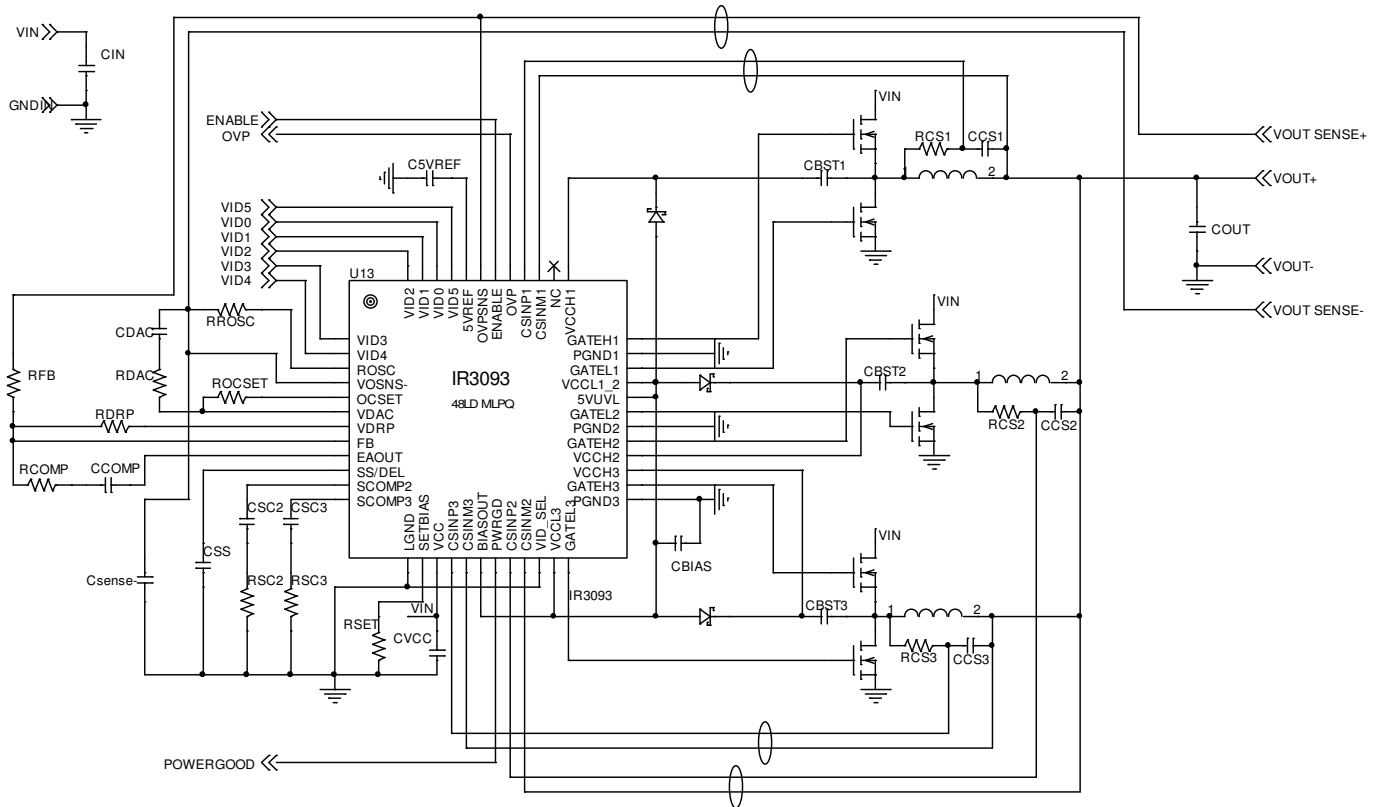 VIN
CIN
GNDIN
ENABLE
OVP
C5VREF
VID5
VID0
VID1
VID2
VID3
VID4
VIN
RCS1
CCS1
CBST1
1
2
VOUT SENSE+
VOUT+
COUT
VOUT-
VOUT SENSE-
U13
VID2
VID1
VID0
VID5
5VREF
OVPSNS
ENABLE
OVP
CSINP1
CSINM1
NC
VCCH1
RROSC
CDAC
RDAC
ROCSET
RFB
RDRP
RCOMP
CCOMP
VID3
VID4
ROSC
VOSNS-
OCSET
VDAC
VDRP
FB
EAOUT
SS/DEL
SCOMP2
SCOMP3
IR3093
48LD MLPQ
GATEH1
PGND1
GATEL1
VCCL1_2
5VUVL
GATEL2
PGND2
GATEH2
VCCH2
VCCH3
GATEH3
PGND3
VIN
CBST2
1
2
RCS2
CCS2
LGND
SETBIAS
VCC
CSINP3
CSINM3
BIASOUT
PWRGD
CSINP2
CSINM2
VID_SEL
VCCL3
GATEL3
CSC2
CSC3
CSS
Csense-
RSC2
RSC3
RSET
VIN
CVCC
IR3093
CBIAS
VIN
CBST3
1
2
RCS3
CCS3
POWERGOOD